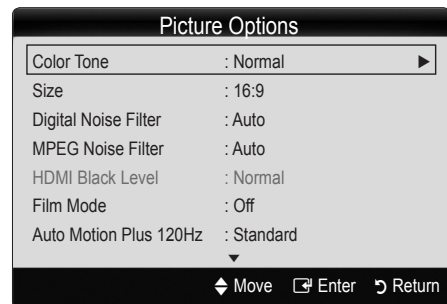 Picture Options
Color Tone : Normal ▶
Size : 16:9
Digital Noise Filter : Auto
MPEG Noise Filter : Auto
HDMI Black Level : Normal
Film Mode : Off
Auto Motion Plus 120Hz : Standard
▼
Move Enter Return